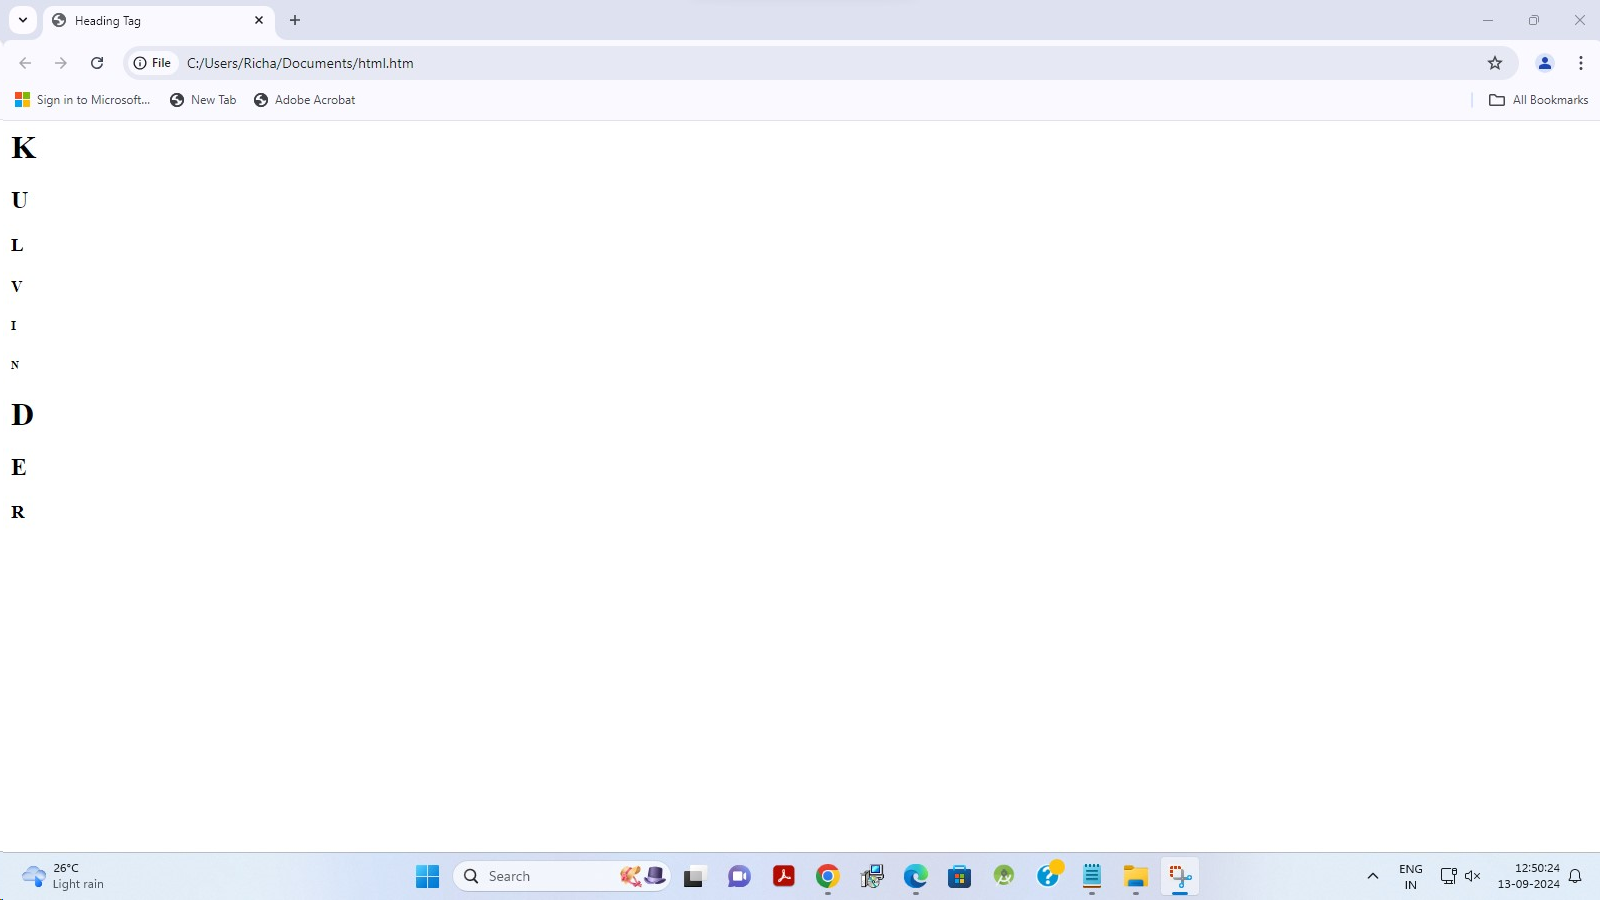 Heading Tag
File C:/Users/Richa/Documents/html.htm
Sign in to Microsoft... New Tab Adobe Acrobat All Bookmarks
K
U
L
V
I
N
D
E
R
26°C
Light rain
Search
ENG
IN
12:50:24
13-09-2024